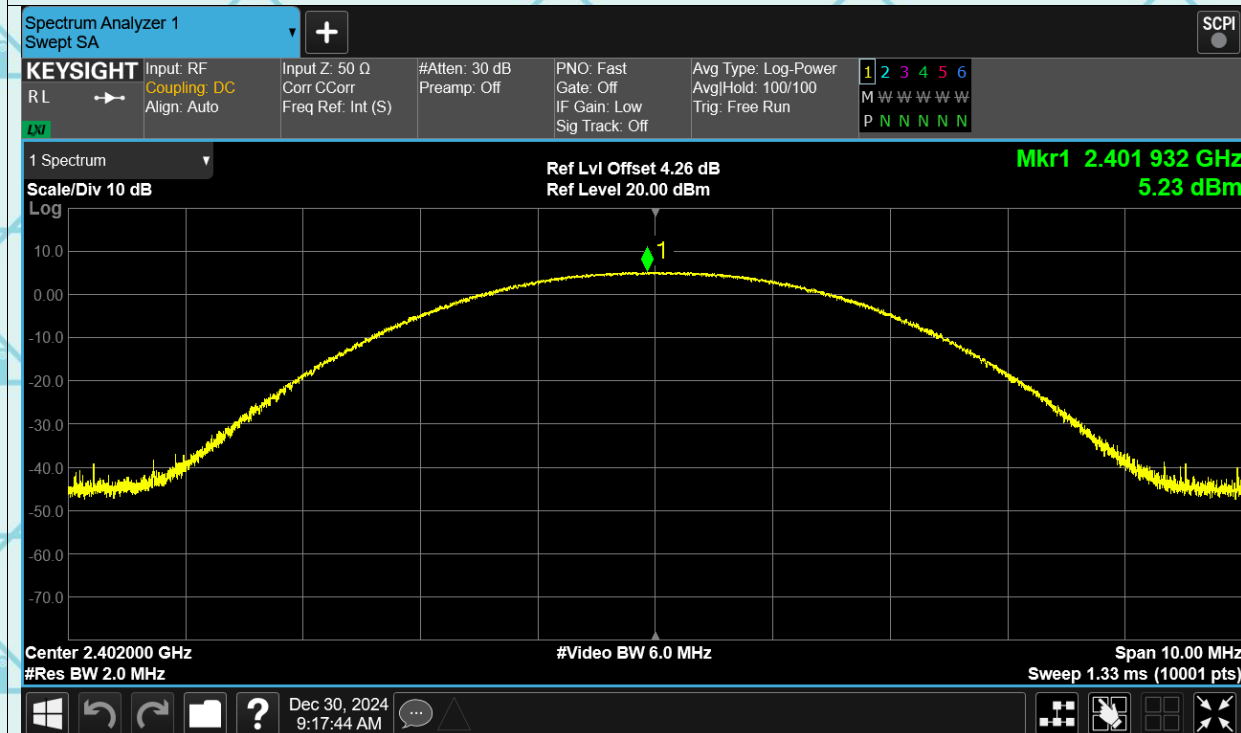 Spectrum Analyzer 1
Swept SA
▼
+
SCPI
KEYSIGHT
RL
LXI
Input: RF
Coupling: DC
Align: Auto
Input Z: 50 Ω
Corr CCorr
Freq Ref: Int (S)
#Atten: 30 dB
Preamp: Off
PNO: Fast
Gate: Off
IF Gain: Low
Sig Track: Off
Avg Type: Log-Power
Avg|Hold: 100/100
Trig: Free Run
1 2 3 4 5 6
M W W W W W
P N N N N N
1 Spectrum ▼
Scale/Div 10 dB
Log
Ref Lvl Offset 4.26 dB
Ref Level 20.00 dBm
Mkr1 2.401 932 GHz
5.23 dBm
1
10.0
0.00
-10.0
-20.0
-30.0
-40.0
-50.0
-60.0
-70.0
Center 2.402000 GHz
#Res BW 2.0 MHz
#Video BW 6.0 MHz
Span 10.00 MHz
Sweep 1.33 ms (10001 pts)
?
Dec 30, 2024
9:17:44 AM